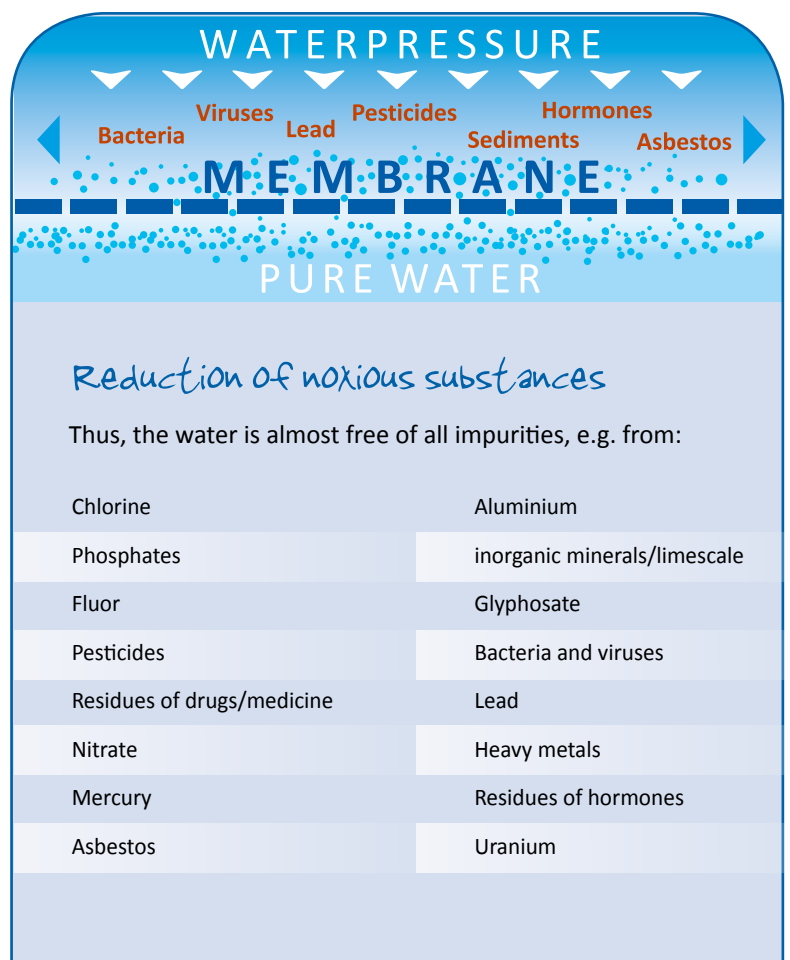 WATERPRESSURE
Bacteria
Viruses
Lead
Pesticides
Sediments
Hormones
Asbestos
MEMBRANE
PURE WATER
Reduction of noxious substances
Thus, the water is almost free of all impurities, e.g. from:
Chlorine
Aluminium
Phosphates
inorganic minerals/limescale
Fluor
Glyphosate
Pesticides
Bacteria and viruses
Residues of drugs/medicine
Lead
Nitrate
Heavy metals
Mercury
Residues of hormones
Asbestos
Uranium